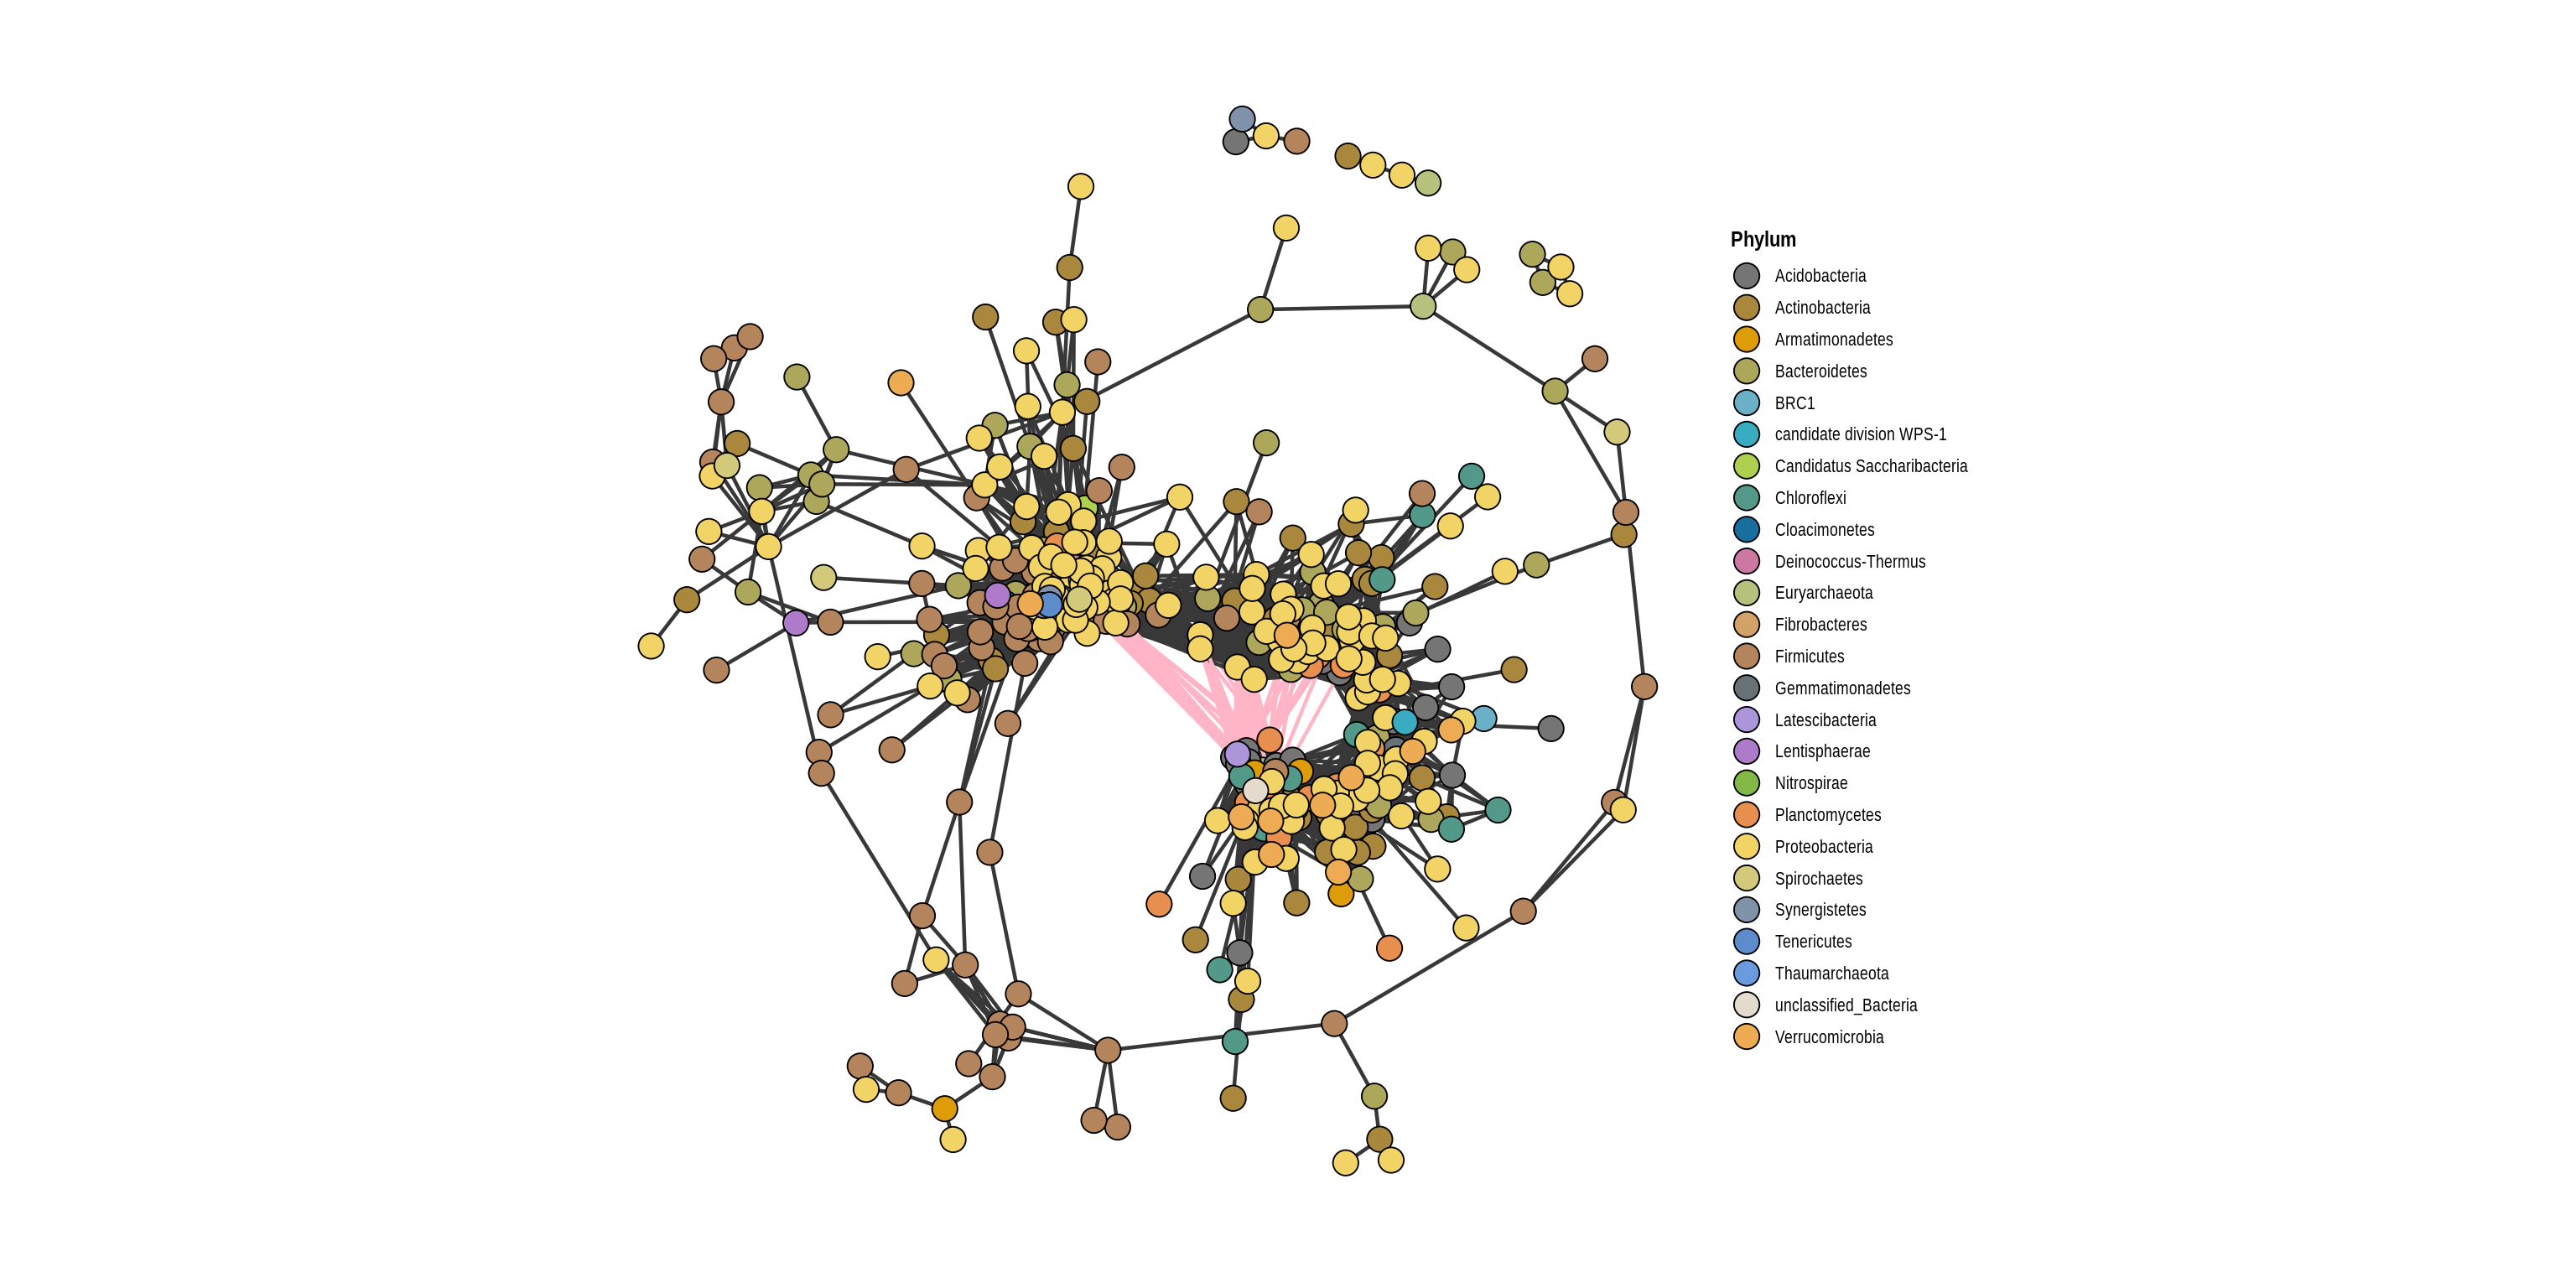 Phylum
Acidobacteria
Actinobacteria
Armatimonadetes
Bacteroidetes
BRC1
candidate division WPS-1
Candidatus Saccharibacteria
Chloroflexi
Cloacimonetes
Deinococcus-Thermus
Euryarchaeota
Fibrobacteres
Firmicutes
Gemmatimonadetes
Latescibacteria
Lentisphaerae
Nitrospirae
Planctomycetes
Proteobacteria
Spirochaetes
Synergistetes
Tenericutes
Thaumarchaeota
unclassified_Bacteria
Verrucomicrobia